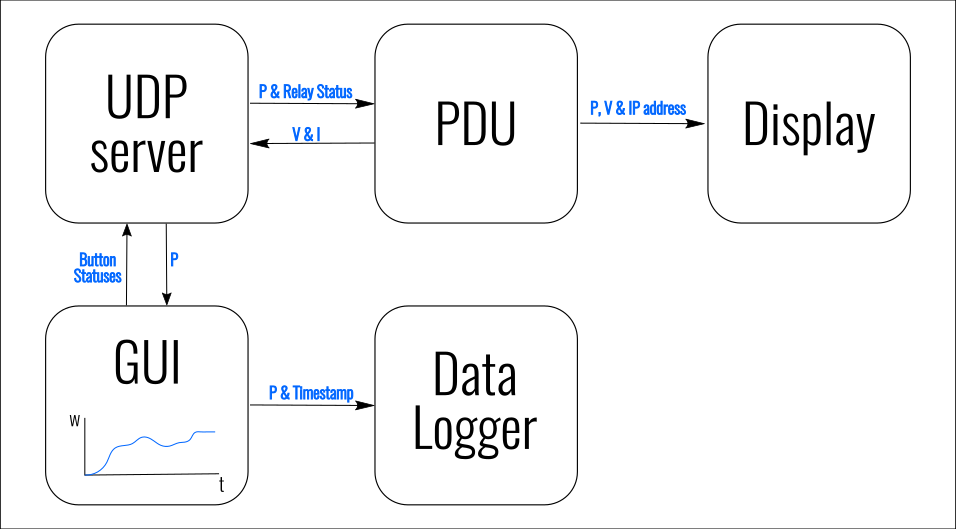 UDP
server
P & Relay Status
V & I
PDU
P, V & IP address
Display
Button
Statuses
P
GUI
W
t
P & Timestamp
Data
Logger